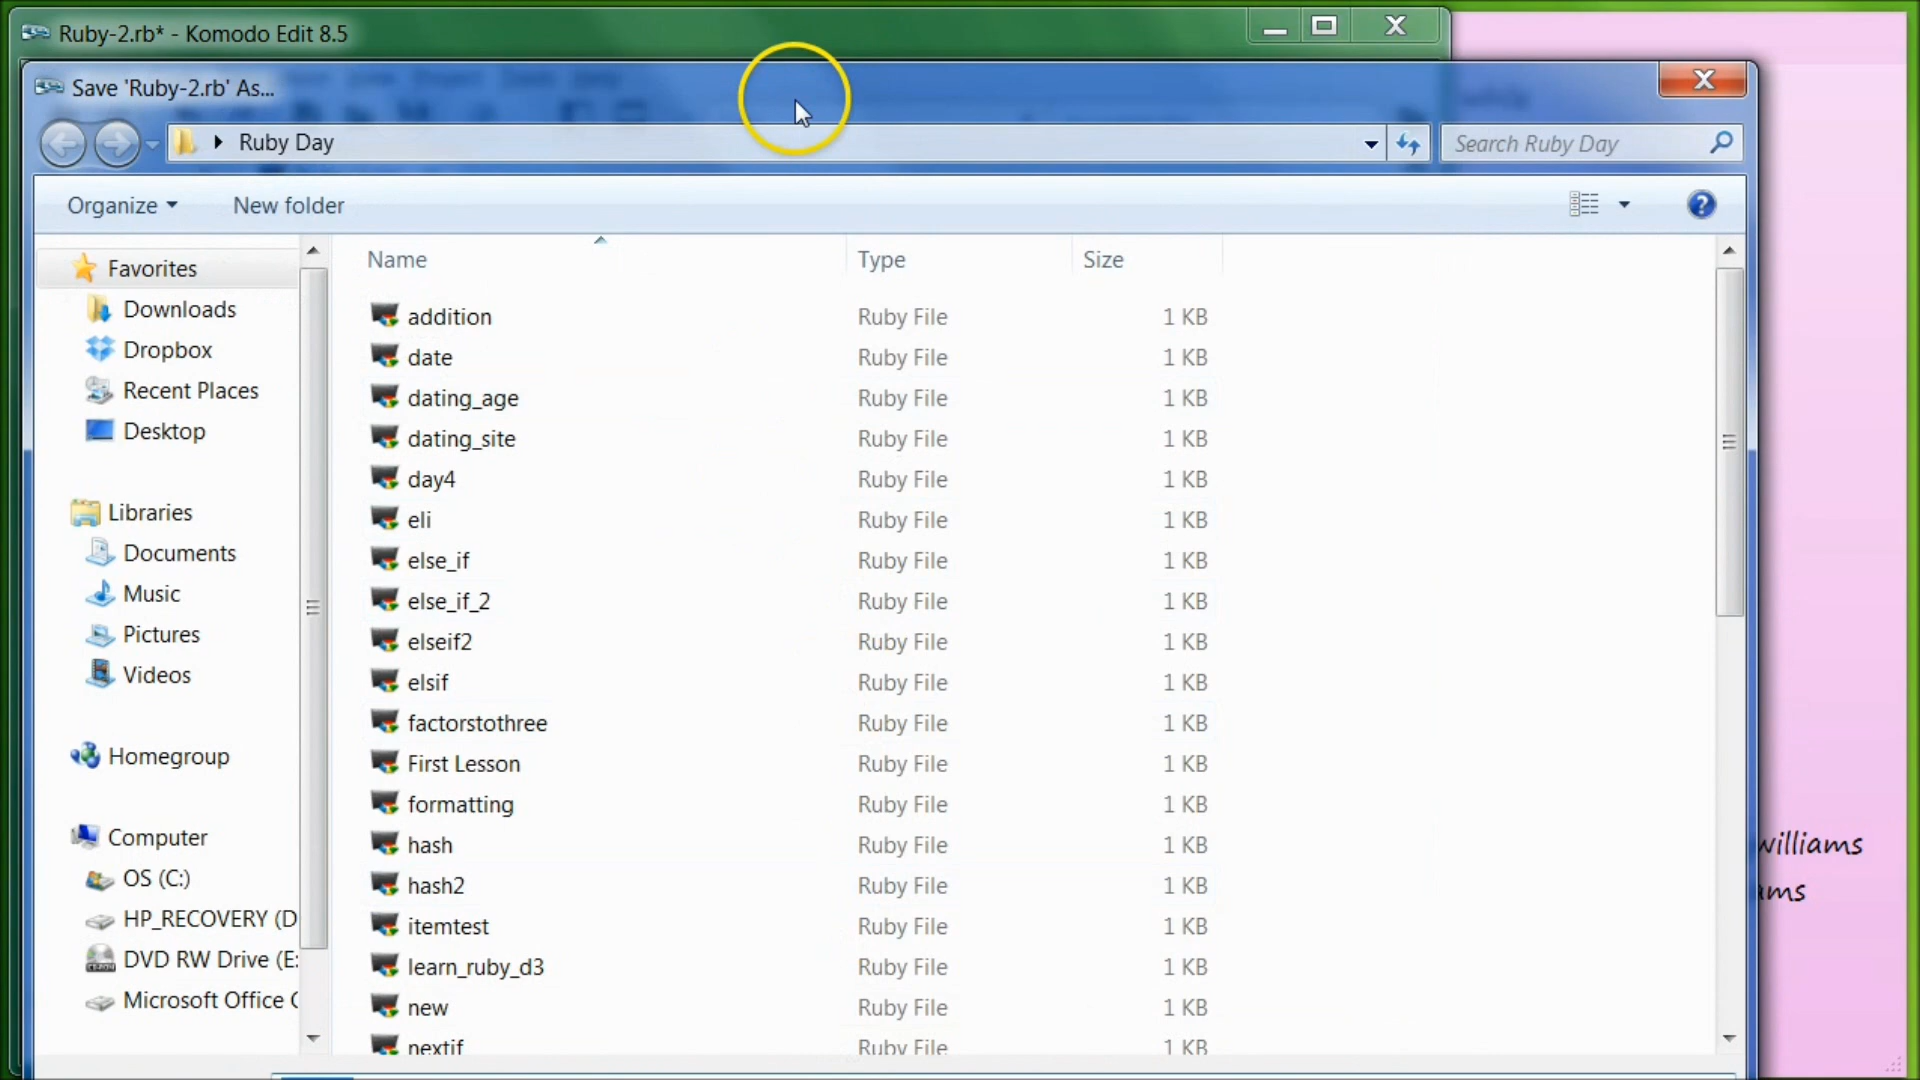 Ruby-2.rb* - Komodo Edit 8.5
Save 'Ruby-2.rb' As...
Ruby Day
Search Ruby Day
Organize
New folder
Name Type Size
Favorites
Downloads
Dropbox
Recent Places
Desktop
Libraries
Documents
Music
Pictures
Videos
Homegroup
Computer
OS (C:)
HP_RECOVERY (D
DVD RW Drive (E:
Microsoft Office
addition Ruby File 1 KB
date Ruby File 1 KB
dating_age Ruby File 1 KB
dating_site Ruby File 1 KB
day4 Ruby File 1 KB
eli Ruby File 1 KB
else_if Ruby File 1 KB
else_if_2 Ruby File 1 KB
elseif2 Ruby File 1 KB
elsif Ruby File 1 KB
factorstothree Ruby File 1 KB
First Lesson Ruby File 1 KB
formatting Ruby File 1 KB
hash Ruby File 1 KB
hash2 Ruby File 1 KB
itemtest Ruby File 1 KB
learn_ruby_d3 Ruby File 1 KB
new Ruby File 1 KB
nextif Ruby File 1 KB
williams
ams